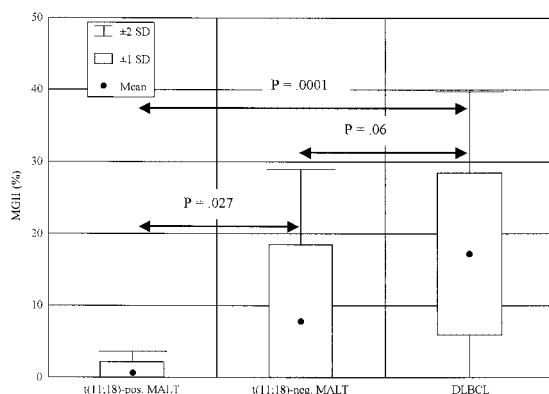 50
±2 SD
±1 SD
Mean
40
P = .0001
P = .06
30
MGII (%)
P = .027
20
10
0
t(11;18)-pos. MALT
t(11;18)-neg. MALT
DLBCL